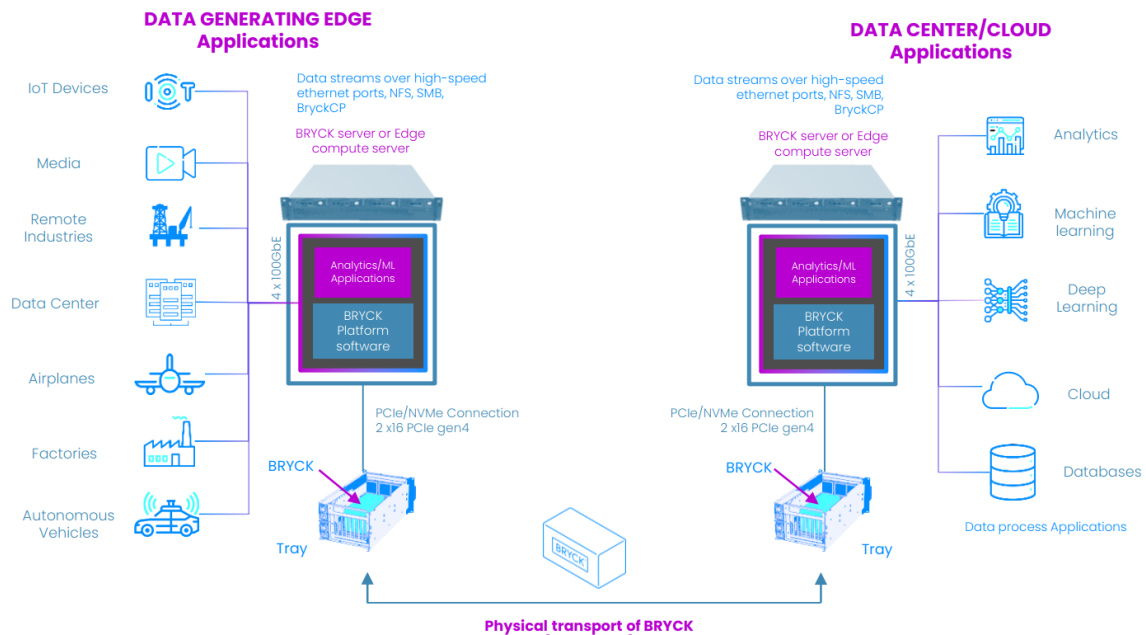 DATA GENERATING EDGE
Applications
IoT Devices
Media
Remote
Industries
Data Center
Airplanes
Factories
Autonomous
Vehicles
I T
Data streams over high-speed
ethernet ports, NFS, SMB,
BryckCP
BRYCK server or Edge
compute server
4 x 100GbE
Analytics/ML
Applications
BRYCK
Platform
software
PCIe/NVMe Connection
2 x16 PCIe gen4
BRYCK
Tray
BRYCK
DATA CENTER/CLOUD
Applications
Data streams over high-speed
ethernet ports, NFS, SMB,
BryckCP
BRYCK server or Edge
compute server
4 x 100GbE
Analytics/ML
Applications
BRYCK
Platform
software
PCIe/NVMe Connection
2 x16 PCIe gen4
BRYCK
Tray
Analytics
Machine
learning
Deep
Learning
Cloud
Databases
Data process Applications
Physical transport of BRYCK